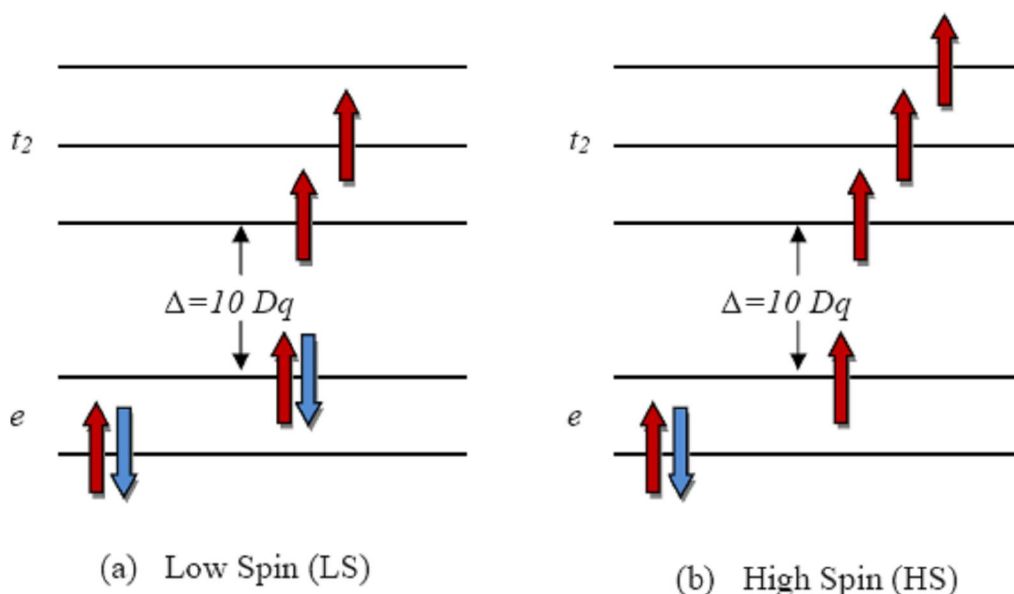 t2
t2
Δ=10 Dq
Δ=10 Dq
e
e
(a) Low Spin (LS)
(b) High Spin (HS)